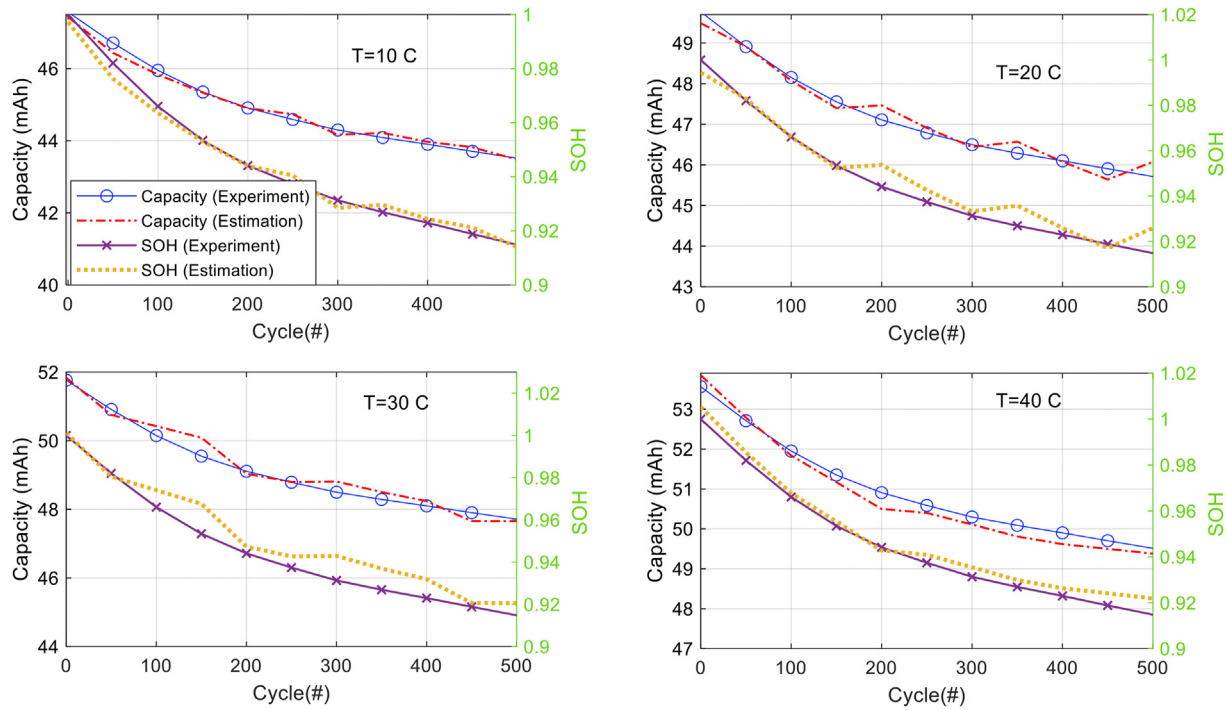 T=10 C
Capacity (mAh)
46
44
42
40
1
0.98
0.96
0.94
0.92
0.9
SOH
Capacity (Experiment)
Capacity (Estimation)
SOH (Experiment)
SOH (Estimation)
0 100 200 300 400
Cycle(#)
T=20 C
Capacity (mAh)
49
48
47
46
45
44
43
1.02
1
0.98
0.96
0.94
0.92
0.9
SOH
0 100 200 300 400 500
Cycle(#)
T=30 C
Capacity (mAh)
52
50
48
46
44
1.02
1
0.98
0.96
0.94
0.92
0.9
SOH
0 100 200 300 400 500
Cycle(#)
T=40 C
Capacity (mAh)
53
52
51
50
49
48
47
1.02
1
0.98
0.96
0.94
0.92
0.9
SOH
0 100 200 300 400 500
Cycle(#)